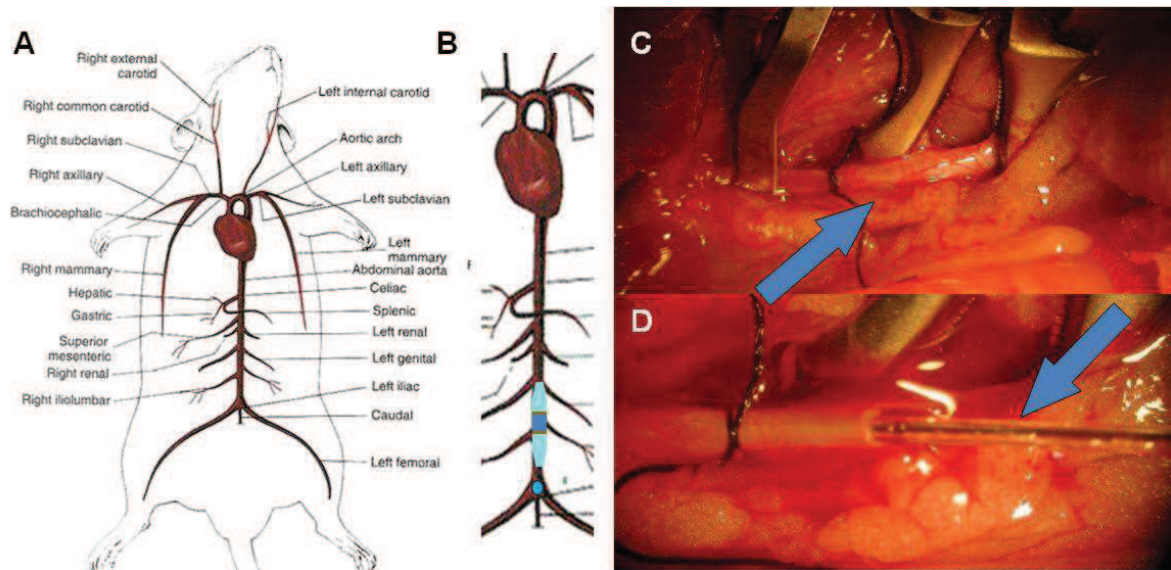 A
Right external
carotid
Right common carotid
Right subclavian
Right axillary
Brachiocephalic
Right mammary
Hepatic
Gastric
Superior
mesenteric
Right renal
Right iliolumbar
Left internal carotid
Aortic arch
Left axillary
Left subclavian
Left
mammary
Abdominal aorta
Celiac
Splenic
Left renal
Left genital
Left iliac
Caudal
Left femoral
B
C
D